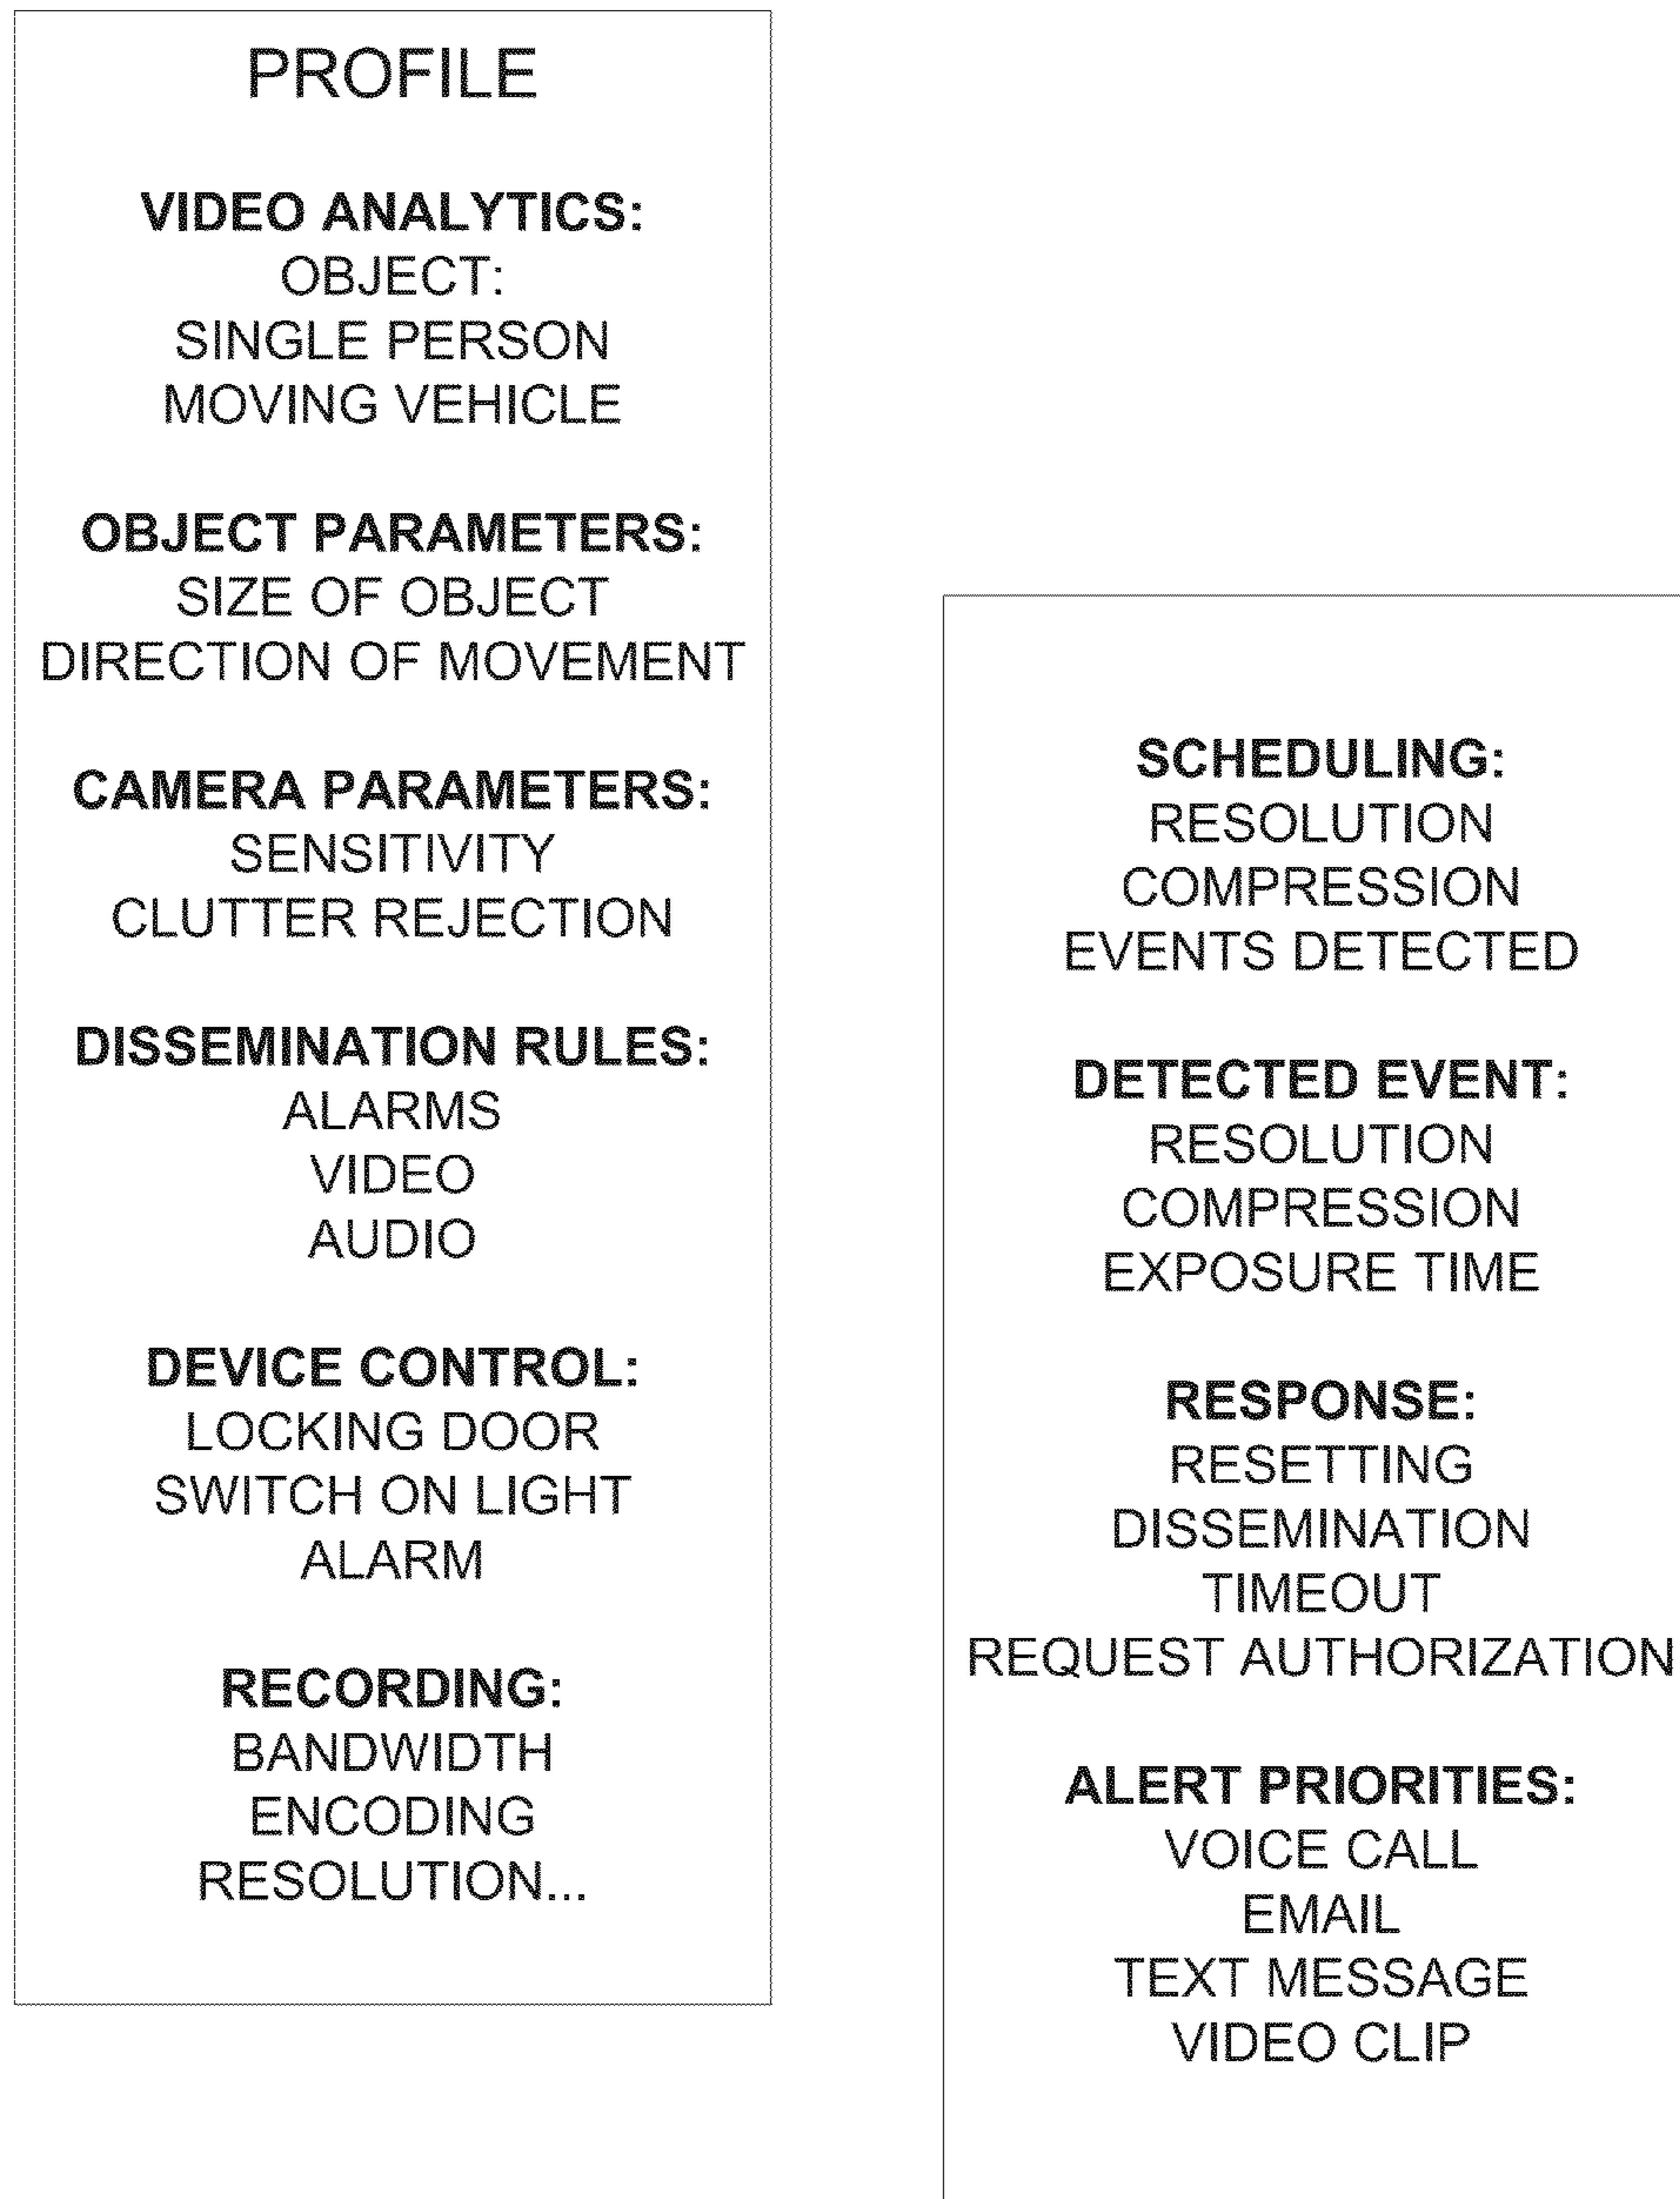 PROFILE
VIDEO ANALYTICS:
OBJECT:
SINGLE PERSON
MOVING VEHICLE
OBJECT PARAMETERS:
SIZE OF OBJECT
DIRECTION OF MOVEMENT
CAMERA PARAMETERS:
SENSITIVITY
CLUTTER REJECTION
DISSEMINATION RULES:
ALARMS
VIDEO
AUDIO
DEVICE CONTROL:
LOCKING DOOR
SWITCH ON LIGHT
ALARM
RECORDING:
BANDWIDTH
ENCODING
RESOLUTION...
SCHEDULING:
RESOLUTION
COMPRESSION
EVENTS DETECTED
DETECTED EVENT:
RESOLUTION
COMPRESSION
EXPOSURE TIME
RESPONSE:
RESETTING
DISSEMINATION
TIMEOUT
REQUEST AUTHORIZATION
ALERT PRIORITIES:
VOICE CALL
EMAIL
TEXT MESSAGE
VIDEO CLIP